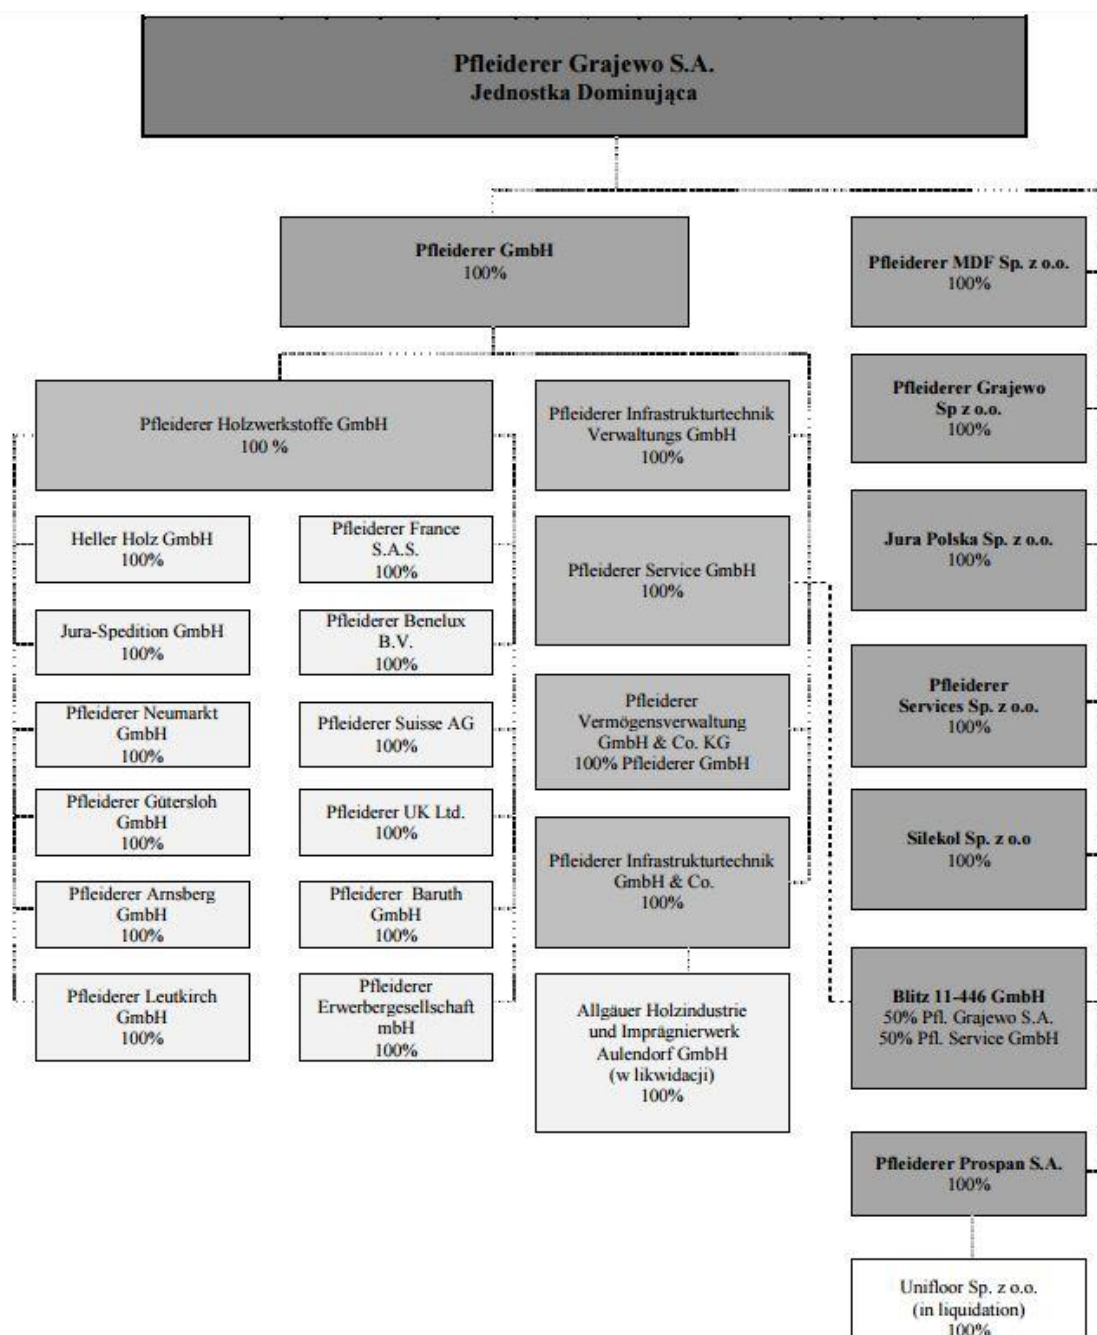 Pfleiderer Grajewo S.A.
Jednostka Dominująca
Pfleiderer GmbH
100%
Pfleiderer Holzwerkstoffe GmbH
100 %
Heller Holz GmbH
100%
Jura-Spedition GmbH
100%
Pfleiderer Neumarkt
GmbH
100%
Pfleiderer Gütersloh
GmbH
100%
Pfleiderer Arnsberg
GmbH
100%
Pfleiderer Leutkirch
GmbH
100%
Pfleiderer France
S.A.S.
100%
Pfleiderer Benelux
B.V.
100%
Pfleiderer Suisse AG
100%
Pfleiderer UK Ltd.
100%
Pfleiderer Baruth
GmbH
100%
Pfleiderer
Erwerbergesellschaft
mbH
100%
Pfleiderer Infrastrukturtechnik
Verwaltungs GmbH
100%
Pfleiderer Service GmbH
100%
Pfleiderer
Vermögensverwaltung
GmbH & Co. KG
100% Pfleiderer GmbH
Pfleiderer Infrastrukturtechnik
GmbH & Co.
100%
Allgäuer Holzindustrie
und Imprägnierwerk
Aulendorf GmbH
(w likwidacji)
100%
Pfleiderer MDF Sp. z o.o.
100%
Pfleiderer Grajewo
Sp z o.o.
100%
Jura Polska Sp. z o.o.
100%
Pfleiderer
Services Sp. z o.o.
100%
Silekol Sp. z o.o
100%
Blitz 11-446 GmbH
50% Pfl. Grajewo S.A.
50% Pfl. Service GmbH
Pfleiderer Prospan S.A.
100%
Unifloor Sp. z o.o.
(in liquidation)
100%